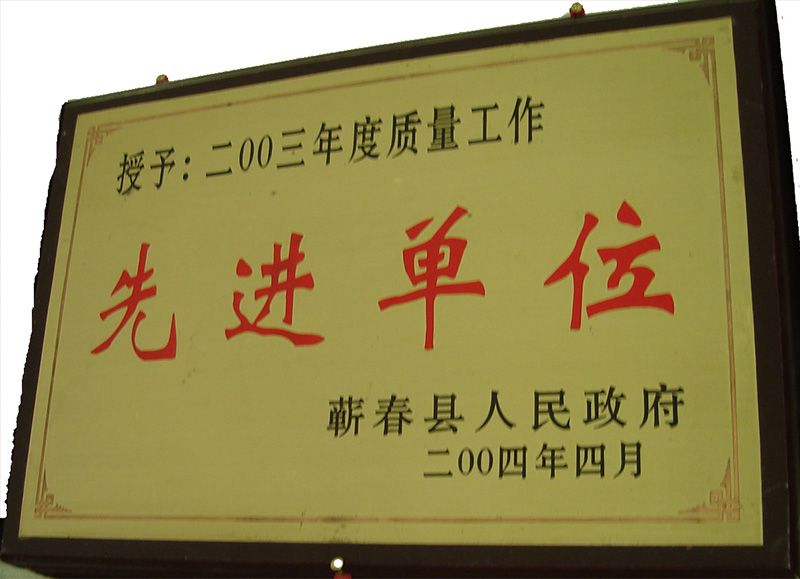 授予：二00三年度质量工作
先进单位
蕲春县人民政府
二00四年四月